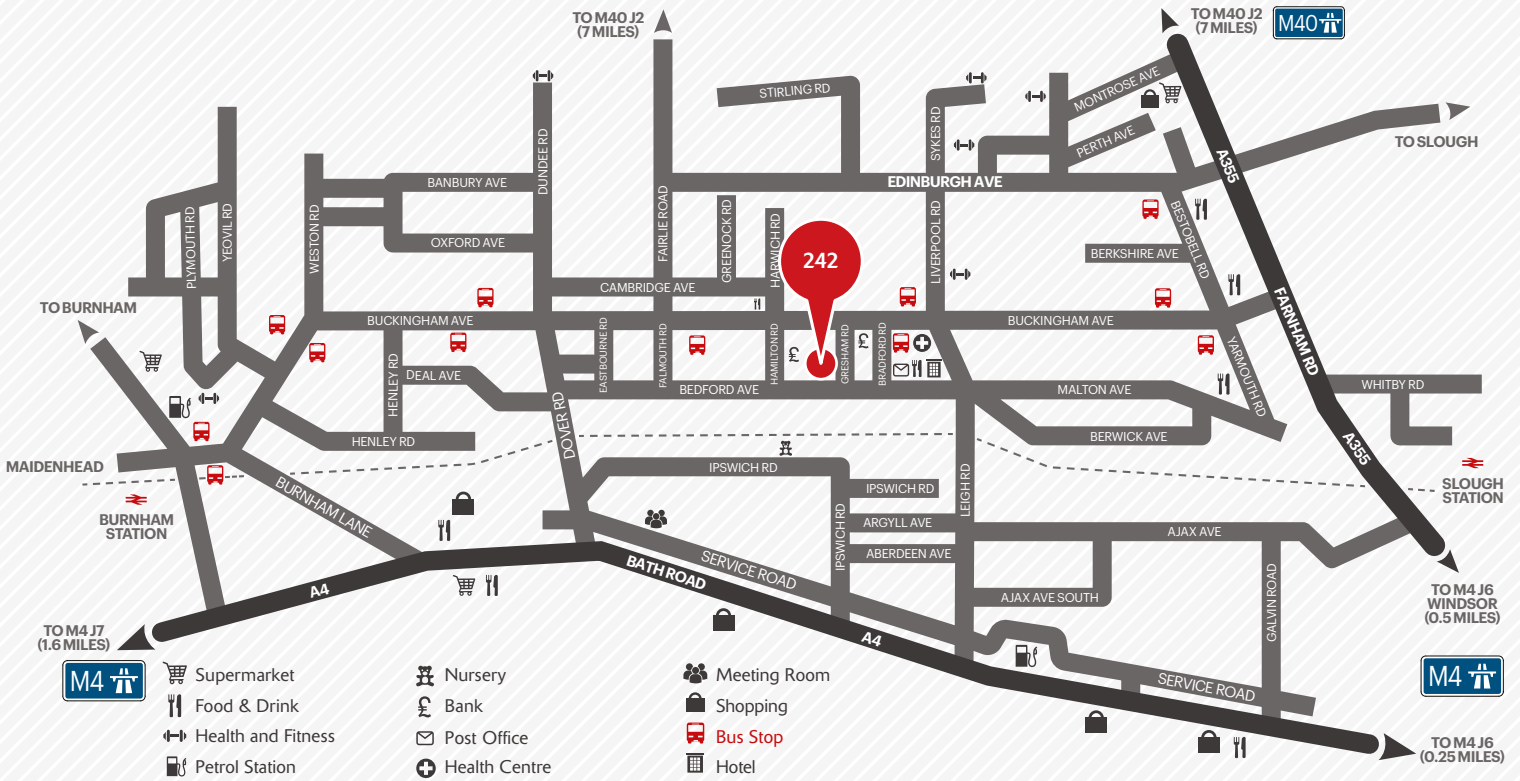 TO M40 J2
(7 MILES)
TO M40 J2
(7 MILES)
M40
STIRLING RD
MONTROSE AVE
SYKES RD
PERTH AVE
DUNDEE RD
TO SLOUGH
A355
BANBURY AVE
EDINBURGH AVE
PLYMOUTH RD
YEOVIL RD
WESTON RD
OXFORD AVE
FAIRLIE ROAD
GREENOCK RD
HARWICH RD
242
LIVERPOOL RD
BESTOBELL RD
BERKSHIRE AVE
CAMBRIDGE AVE
TO BURNHAM
BUCKINGHAM AVE
BUCKINGHAM AVE
FARNHAM RD
HENLEY RD
DEAL AVE
EASTBOURNE RD
FALMOUTH RD
HAMILTON RD
GRESHAM RD
BRADFORD RD
YARMOUTH RD
BEDFORD AVE
MALTON AVE
WHITBY RD
DOVER RD
HENLEY RD
BERWICK AVE
A355
MAIDENHEAD
BURNHAM
STATION
BURNHAM LANE
IPSWICH RD
IPSWICH RD
IPSWICH RD
LEIGH RD
SLOUGH
STATION
ARGYLL AVE
AJAX AVE
ABERDEEN AVE
SERVICE ROAD
BATH ROAD
A4
AJAX AVE SOUTH
GALVIN ROAD
TO M4 J6
WINDSOR
(0.5 MILES)
TO M4 J7
(1.6 MILES)
A4
M4
M4
SERVICE ROAD
TO M4 J6
(0.25 MILES)
Supermarket
Food & Drink
Health and Fitness
Petrol Station
Nursery
£ Bank
Post Office
Health Centre
Meeting Room
Shopping
Bus Stop
Hotel
£
£